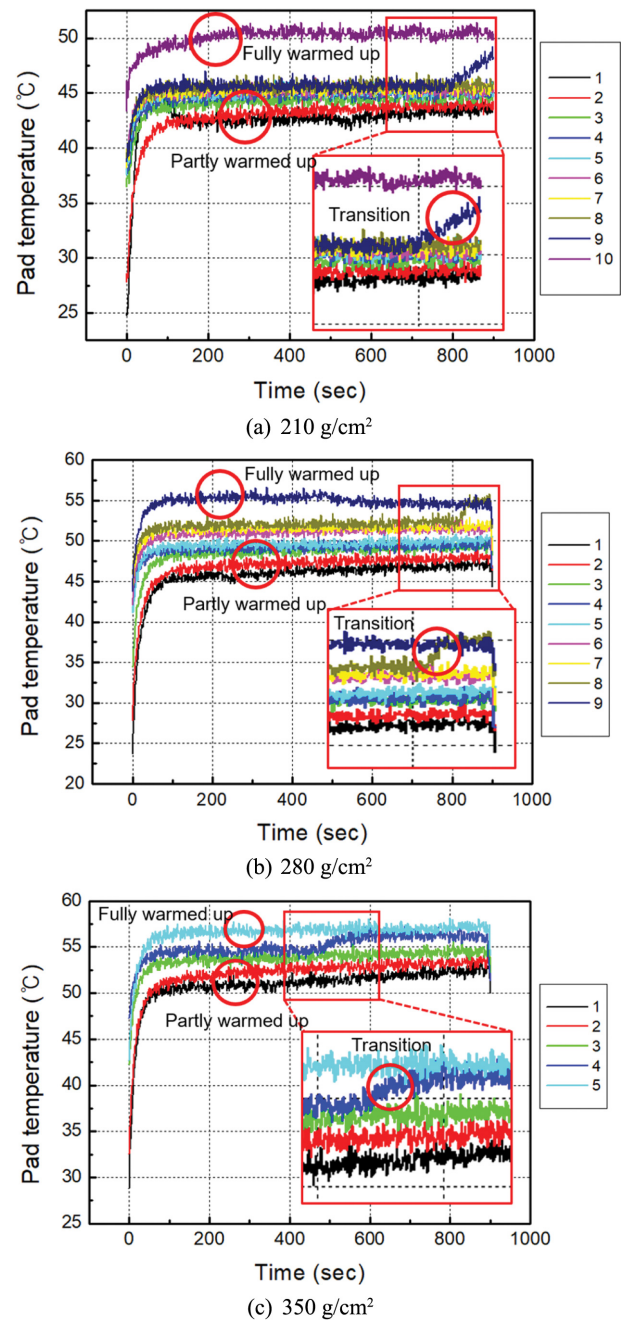 50
45
40
35
30
25
Pad temperature (℃)
Fully warmed up
Partly warmed up
Transition
1
2
3
4
5
6
7
8
9
10
0 200 400 600 800 1000
Time (sec)
(a) 210 g/cm²
60
55
50
45
40
35
30
25
20
Pad temperature (℃)
Fully warmed up
Partly warmed up
Transition
1
2
3
4
5
6
7
8
9
0 200 400 600 800 1000
Time (sec)
(b) 280 g/cm²
60
55
50
45
40
35
30
25
Pad temperature (℃)
Fully warmed up
Partly warmed up
Transition
1
2
3
4
5
0 200 400 600 800 1000
Time (sec)
(c) 350 g/cm²